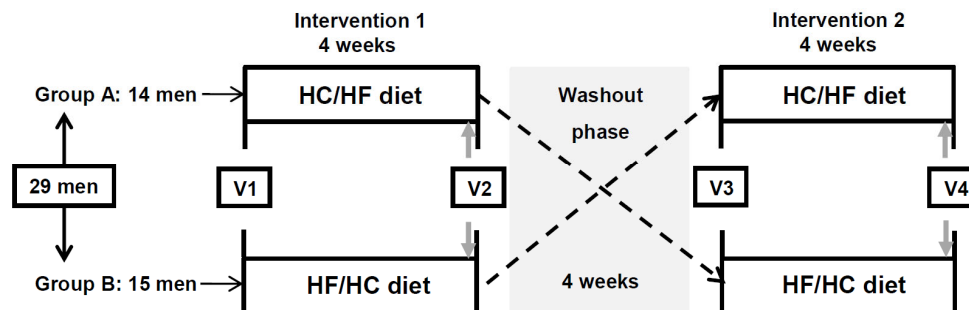 Intervention 1
4 weeks
Intervention 2
4 weeks
Group A: 14 men
HC/HF diet
Washout
phase
HC/HF diet
29 men
V1
V2
V3
V4
Group B: 15 men
HF/HC diet
4 weeks
HF/HC diet